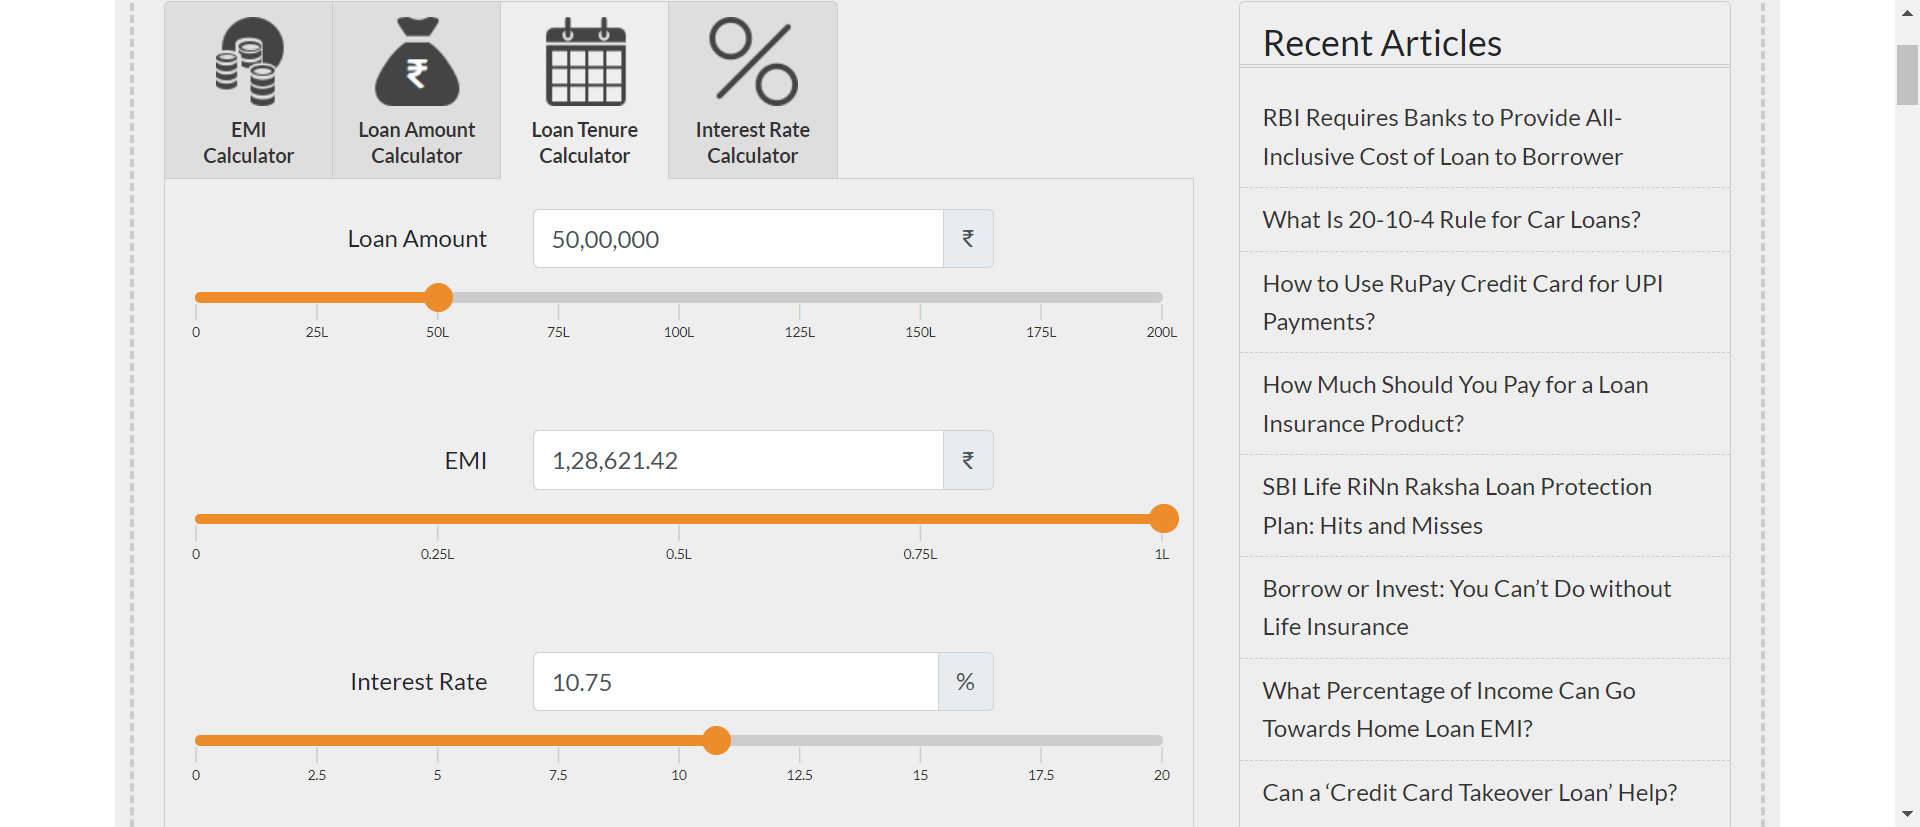 EMI
Calculator
Loan Amount
Calculator
Loan Tenure
Calculator
Interest Rate
Calculator
Loan Amount
50,00,000
₹
0
25L
50L
75L
100L
125L
150L
175L
200L
EMI
1,28,621.42
₹
0
0.25L
0.5L
0.75L
1L
Interest Rate
10.75
%
0
2.5
5
7.5
10
12.5
15
17.5
20
Recent Articles
RBI Requires Banks to Provide All-
Inclusive Cost of Loan to Borrower
What Is 20-10-4 Rule for Car Loans?
How to Use RuPay Credit Card for UPI
Payments?
How Much Should You Pay for a Loan
Insurance Product?
SBI Life RiNn Raksha Loan Protection
Plan: Hits and Misses
Borrow or Invest: You Can’t Do without
Life Insurance
What Percentage of Income Can Go
Towards Home Loan EMI?
Can a ‘Credit Card Takeover Loan’ Help?